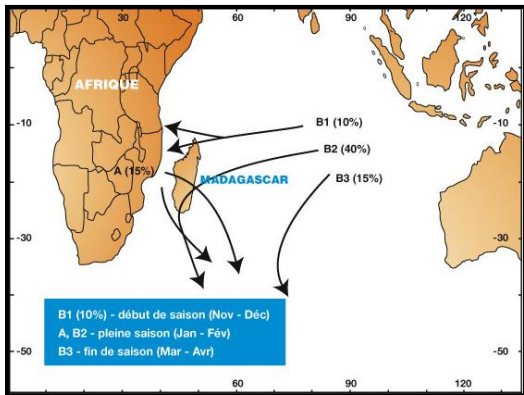 30 60 90 120
AFRIQUE
-10 B1 (10%) -10
B2 (40%)
A (15%) MADAGASCAR B3 (15%)
-30 -30
B1 (10%) - début de saison (Nov - Déc)
A, B2 - pleine saison (Jan - Fév)
B3 - fin de saison (Mar - Avr)
-50 -50
60 90 120